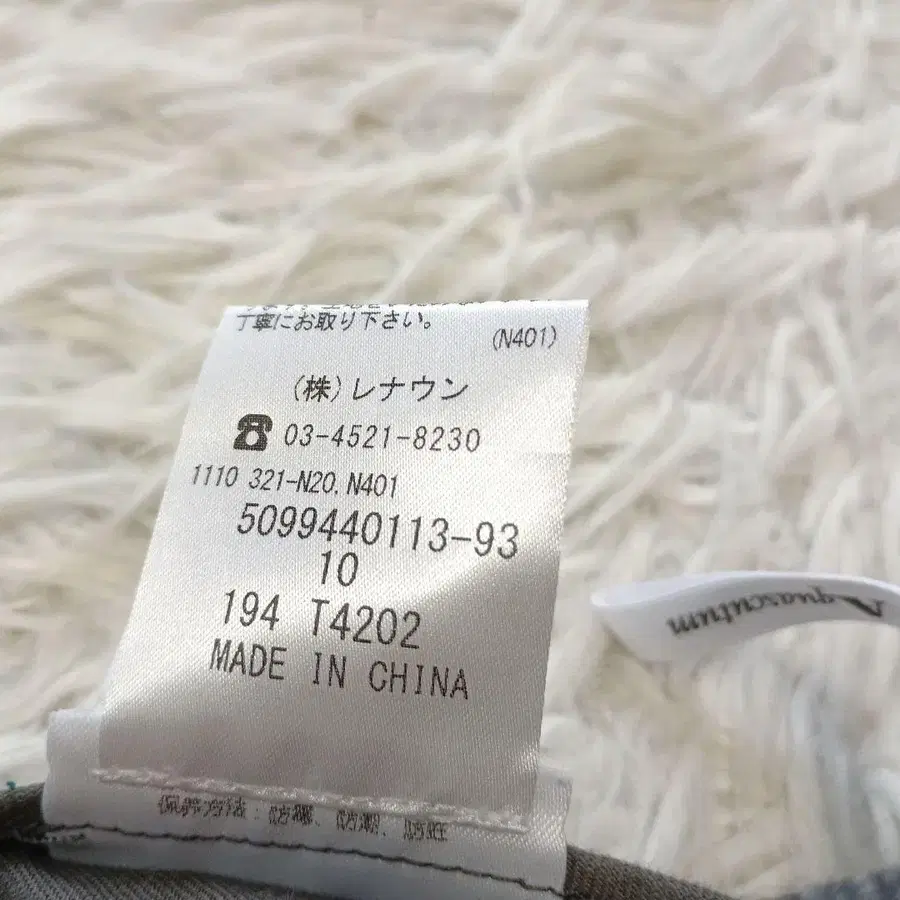 丁寧にお取り下さい。
(N401)
(株)レナウン
☎ 03-4521-8230
1110 321-N20, N401
5099440113-93
10
194 T4202
MADE IN CHINA
Aquascutum